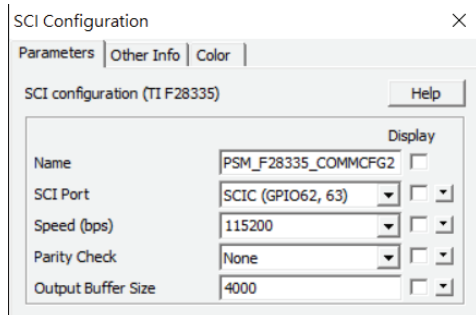 SCI Configuration
Parameters Other Info Color
SCI configuration (TI F28335) Help
Display
Name PSM_F28335_COMMCFG2
SCI Port SCIC (GPIO62, 63)
Speed (bps) 115200
Parity Check None
Output Buffer Size 4000